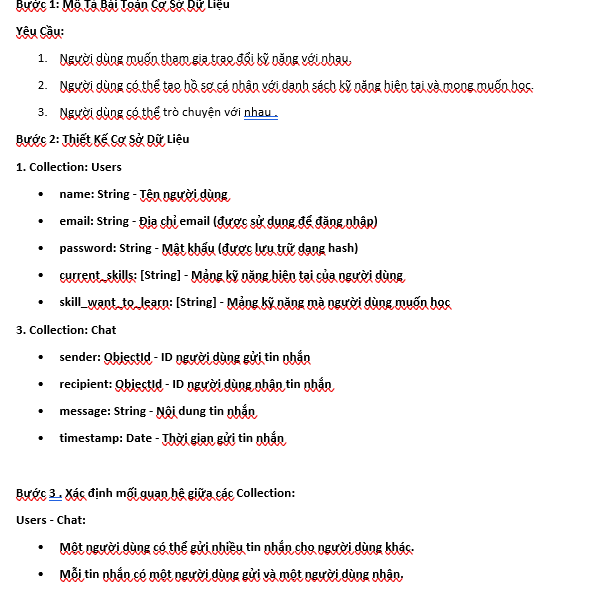 Bước 1: Mô Tả Bài Toán Cơ Sở Dữ Liệu
Yêu Cầu:
1. Người dùng muốn tham gia trao đổi kỹ năng với nhau.
2. Người dùng có thể tạo hồ sơ cá nhân với danh sách kỹ năng hiện tại và mong muốn học.
3. Người dùng có thể trò chuyện với nhau .
Bước 2: Thiết Kế Cơ Sở Dữ Liệu
1. Collection: Users
• name: String - Tên người dùng
• email: String - Địa chỉ email (được sử dụng để đăng nhập)
• password: String - Mật khẩu (được lưu trữ dạng hash)
• current_skills: [String] - Mảng kỹ năng hiện tại của người dùng
• skill_want_to_learn: [String] - Mảng kỹ năng mà người dùng muốn học
3. Collection: Chat
• sender: ObjectId - ID người dùng gửi tin nhắn
• recipient: ObjectId - ID người dùng nhận tin nhắn
• message: String - Nội dung tin nhắn
• timestamp: Date - Thời gian gửi tin nhắn
Bước 3 . Xác định mối quan hệ giữa các Collection:
Users - Chat:
• Một người dùng có thể gửi nhiều tin nhắn cho người dùng khác.
• Mỗi tin nhắn có một người dùng gửi và một người dùng nhận.